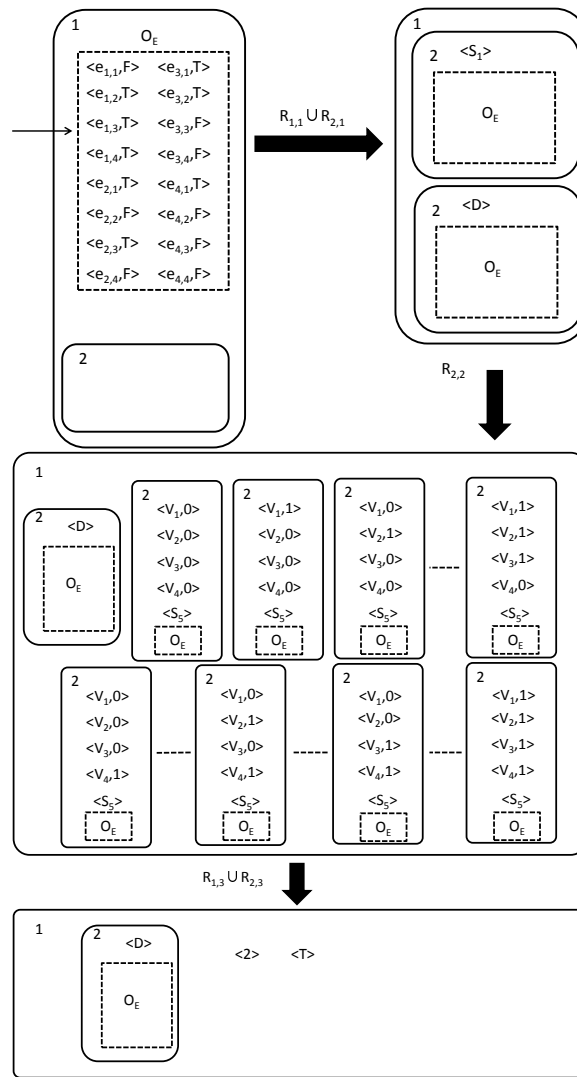 1
O_E
<e_{1,1},F> <e_{3,1},T>
<e_{1,2},T> <e_{3,2},T>
<e_{1,3},T> <e_{3,3},F>
<e_{1,4},T> <e_{3,4},F>
<e_{2,1},T> <e_{4,1},T>
<e_{2,2},F> <e_{4,2},F>
<e_{2,3},T> <e_{4,3},F>
<e_{2,4},F> <e_{4,4},F>
2
R_{1,1} ∪ R_{2,1}
1
2 <S_1>
O_E
2 <D>
O_E
R_{2,2}
1
2 <D>
O_E
2
<V_1,0>
<V_2,0>
<V_3,0>
<V_4,0>
<S_5>
O_E
2
<V_1,1>
<V_2,0>
<V_3,0>
<V_4,0>
<S_5>
O_E
2
<V_1,0>
<V_2,1>
<V_3,0>
<V_4,0>
<S_5>
O_E
2
<V_1,1>
<V_2,1>
<V_3,1>
<V_4,0>
<S_5>
O_E
2
<V_1,0>
<V_2,0>
<V_3,0>
<V_4,1>
<S_5>
O_E
2
<V_1,0>
<V_2,1>
<V_3,0>
<V_4,1>
<S_5>
O_E
2
<V_1,0>
<V_2,0>
<V_3,1>
<V_4,1>
<S_5>
O_E
2
<V_1,1>
<V_2,1>
<V_3,1>
<V_4,1>
<S_5>
O_E
R_{1,3} ∪ R_{2,3}
1
2 <D>
O_E
<2> <T>